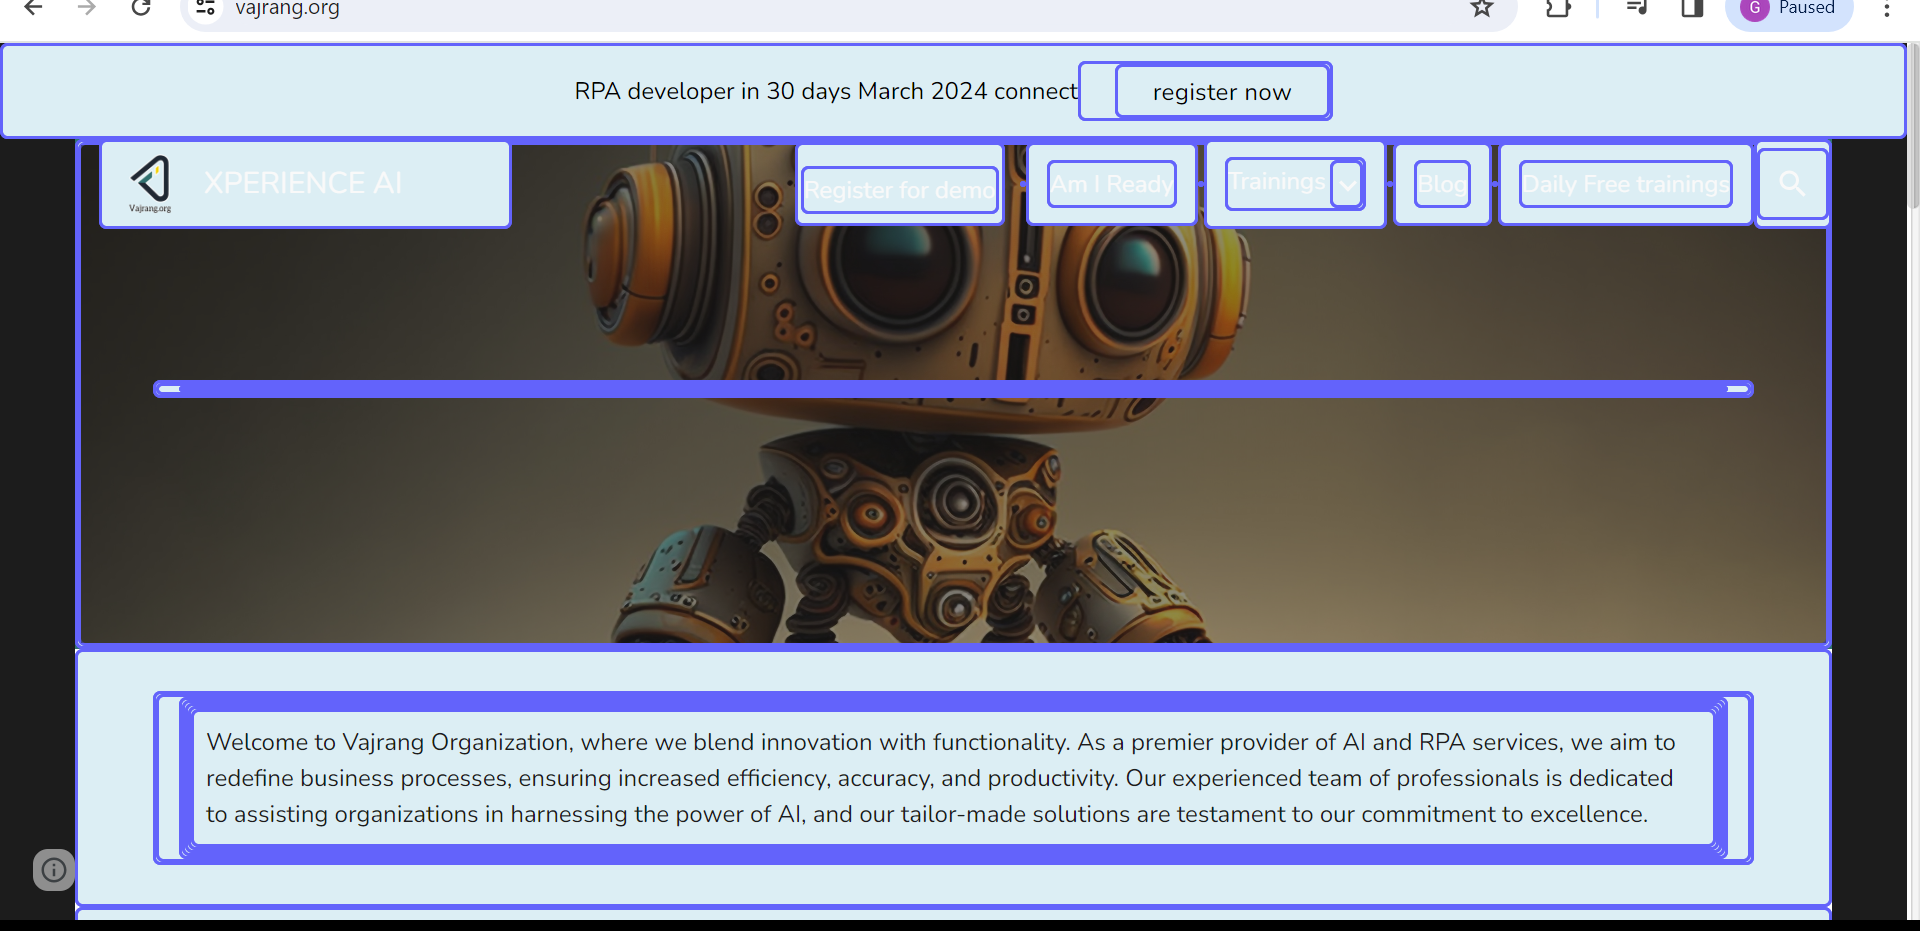 vajrang.org
G Paused
RPA developer in 30 days March 2024 connect register now
Vajrang.org
XPERIENCE AI
Register for demo
Am I Ready
Trainings
Blog
Daily Free trainings
Welcome to Vajrang Organization, where we blend innovation with functionality. As a premier provider of AI and RPA services, we aim to
redefine business processes, ensuring increased efficiency, accuracy, and productivity. Our experienced team of professionals is dedicated
to assisting organizations in harnessing the power of AI, and our tailor-made solutions are testament to our commitment to excellence.